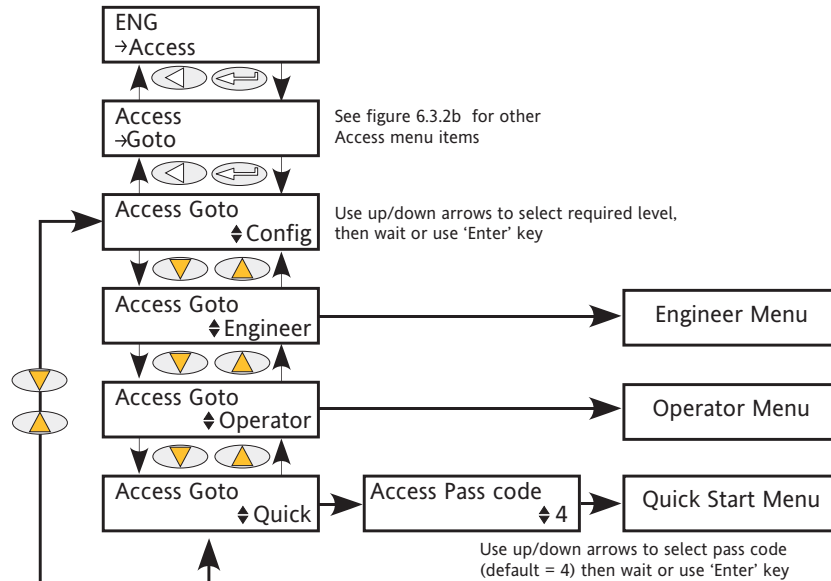 ENG
→Access
Access
→Goto
See figure 6.3.2b for other
Access menu items
Access Goto
Config
Use up/down arrows to select required level,
then wait or use ‘Enter’ key
Access Goto
Engineer
Engineer Menu
Access Goto
Operator
Operator Menu
Access Goto
Quick
Access Pass code
4
Quick Start Menu
Use up/down arrows to select pass code
(default = 4) then wait or use ‘Enter’ key